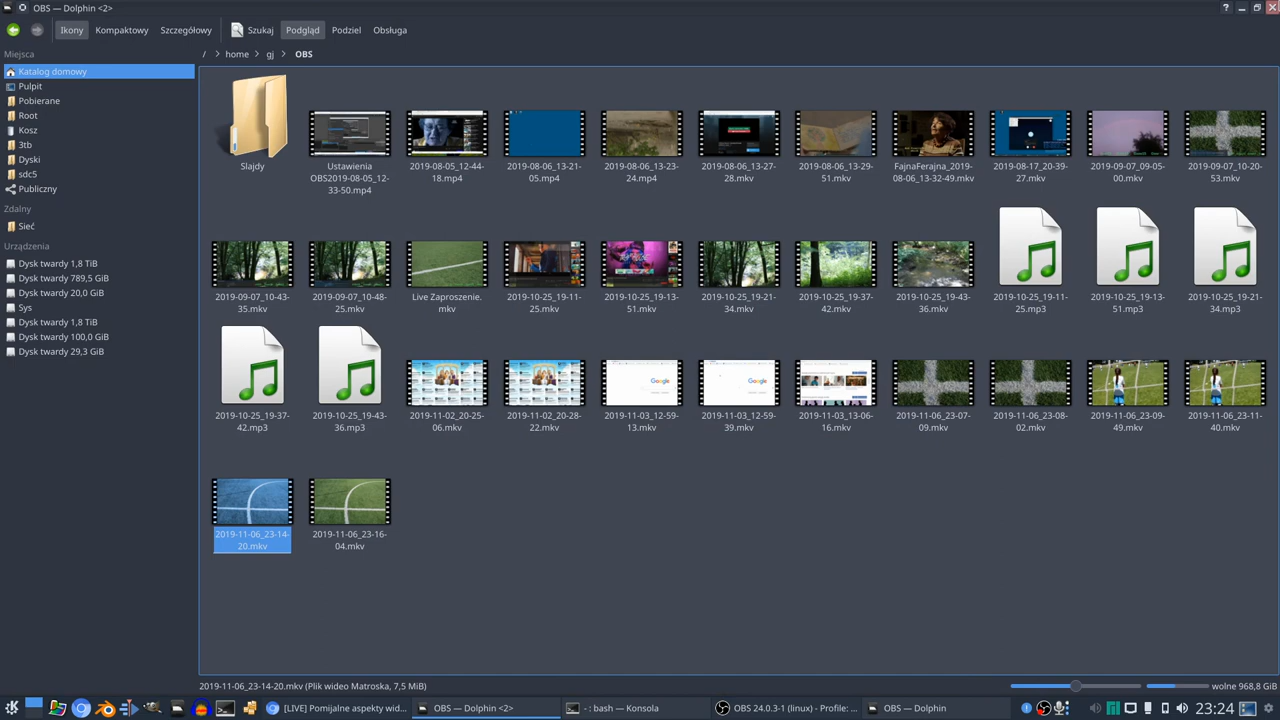 OBS — Dolphin <2>
Ikony Kompaktowy Szczegółowy Szukaj Podgląd Podziel Obsługa
Miejsca
Katalog domowy
Pulpit
Pobierane
Root
Kosz
3tb
Dyski
sdc5
Publiczny
Zdalny
Sieć
Urządzenia
Dysk twardy 1,8 TiB
Dysk twardy 789,5 GiB
Dysk twardy 20,0 GiB
Sys
Dysk twardy 1,8 TiB
Dysk twardy 100,0 GiB
Dysk twardy 29,3 GiB
/ > home > gj > OBS
Slajdy
Ustawienia
OBS2019-08-05_12-
33-50.mp4
2019-08-05_12-44-
18.mp4
2019-08-06_13-21-
05.mp4
2019-08-06_13-23-
24.mp4
2019-08-06_13-27-
28.mkv
2019-08-06_13-29-
51.mkv
FajnaFerajna_2019-
08-06_13-32-49.mkv
2019-08-17_20-39-
27.mkv
2019-09-07_09-05-
00.mkv
2019-09-07_10-20-
53.mkv
2019-09-07_10-43-
35.mkv
2019-09-07_10-48-
25.mkv
Live Zaproszenie.
mkv
2019-10-25_19-11-
25.mkv
2019-10-25_19-13-
51.mkv
2019-10-25_19-21-
34.mkv
2019-10-25_19-37-
42.mkv
2019-10-25_19-43-
36.mkv
2019-10-25_19-11-
25.mp3
2019-10-25_19-13-
51.mp3
2019-10-25_19-21-
34.mp3
2019-10-25_19-37-
42.mp3
2019-10-25_19-43-
36.mp3
2019-11-02_20-25-
06.mkv
2019-11-02_20-28-
22.mkv
2019-11-03_12-59-
13.mkv
2019-11-03_12-59-
39.mkv
2019-11-03_13-06-
16.mkv
2019-11-06_23-07-
09.mkv
2019-11-06_23-08-
02.mkv
2019-11-06_23-09-
49.mkv
2019-11-06_23-11-
40.mkv
2019-11-06_23-14-
20.mkv
2019-11-06_23-16-
04.mkv
Google
Google
2019-11-06_23-14-20.mkv (Plik wideo Matroska, 7,5 MiB)
wolne 968,8 GiB
[LIVE] Pomijalne aspekty wid...
OBS — Dolphin <2>
- : bash — Konsola
OBS 24.0.3-1 (linux) - Profile: ...
OBS — Dolphin
23:24